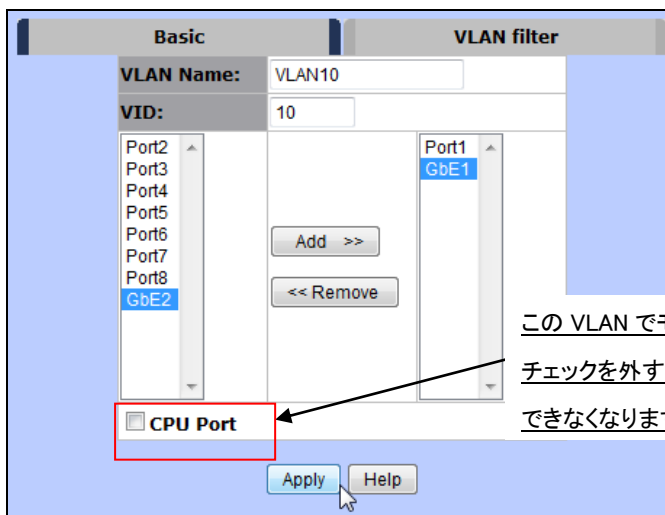 Basic
VLAN filter
VLAN Name:
VLAN10
VID:
10
Port2
Port3
Port4
Port5
Port6
Port7
Port8
GbE2
Add >>
<< Remove
Port1
GbE1
この VLAN で
チェックを外す
できなくなります
CPU Port
Apply
Help